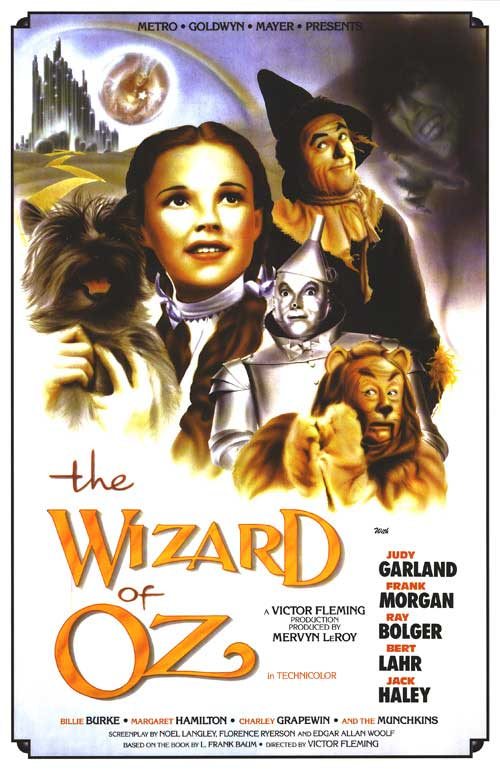 METRO • GOLDWYN • MAYER • PRESENTS
the
WIZARD
of
OZ
A VICTOR FLEMING
PRODUCTION
PRODUCED BY
MERVYN LEROY
in TECHNICOLOR
With
JUDY
GARLAND
FRANK
MORGAN
RAY
BOLGER
BERT
LAHR
JACK
HALEY
BILLIE BURKE • MARGARET HAMILTON • CHARLEY GRAPEWIN • AND THE MUNCHKINS
SCREENPLAY BY NOEL LANGLEY, FLORENCE RYERSON AND EDGAR ALLAN WOOLF
BASED ON THE BOOK BY L. FRANK BAUM • DIRECTED BY VICTOR FLEMING